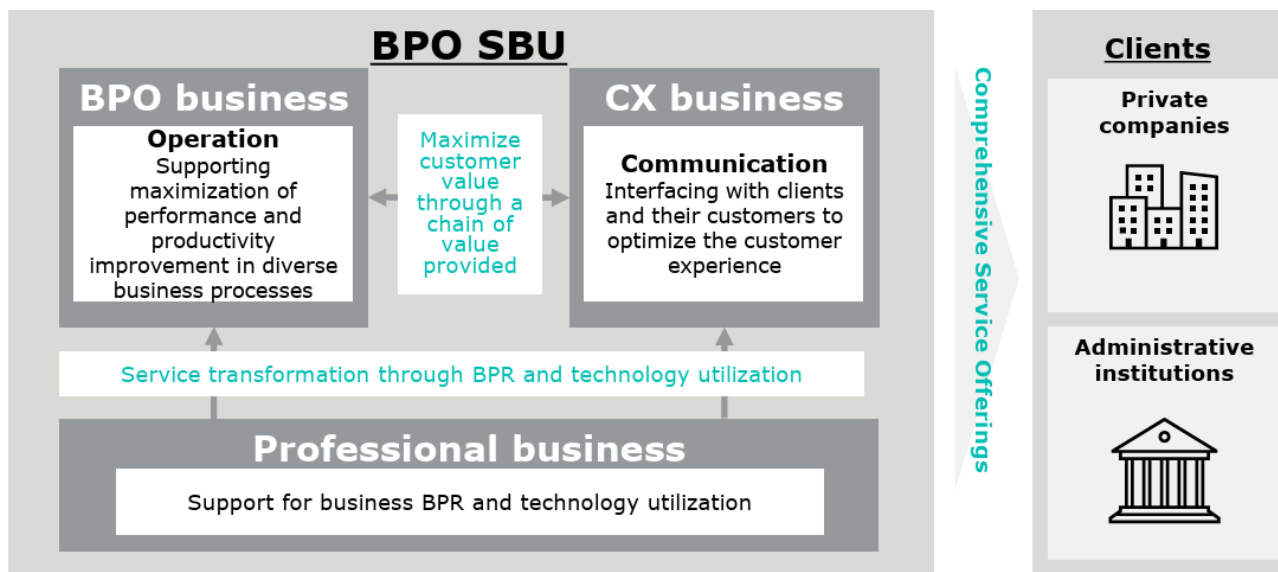 BPO SBU
BPO business
Operation
Supporting
maximization of
performance and
productivity
improvement in diverse
business processes
Maximize
customer
value
through a
chain of
value
provided
CX business
Communication
Interfacing with clients
and their customers to
optimize the customer
experience
Service transformation through BPR and technology utilization
Professional business
Support for business BPR and technology utilization
Comprehensive Service Offerings
Clients
Private
companies
Administrative
institutions